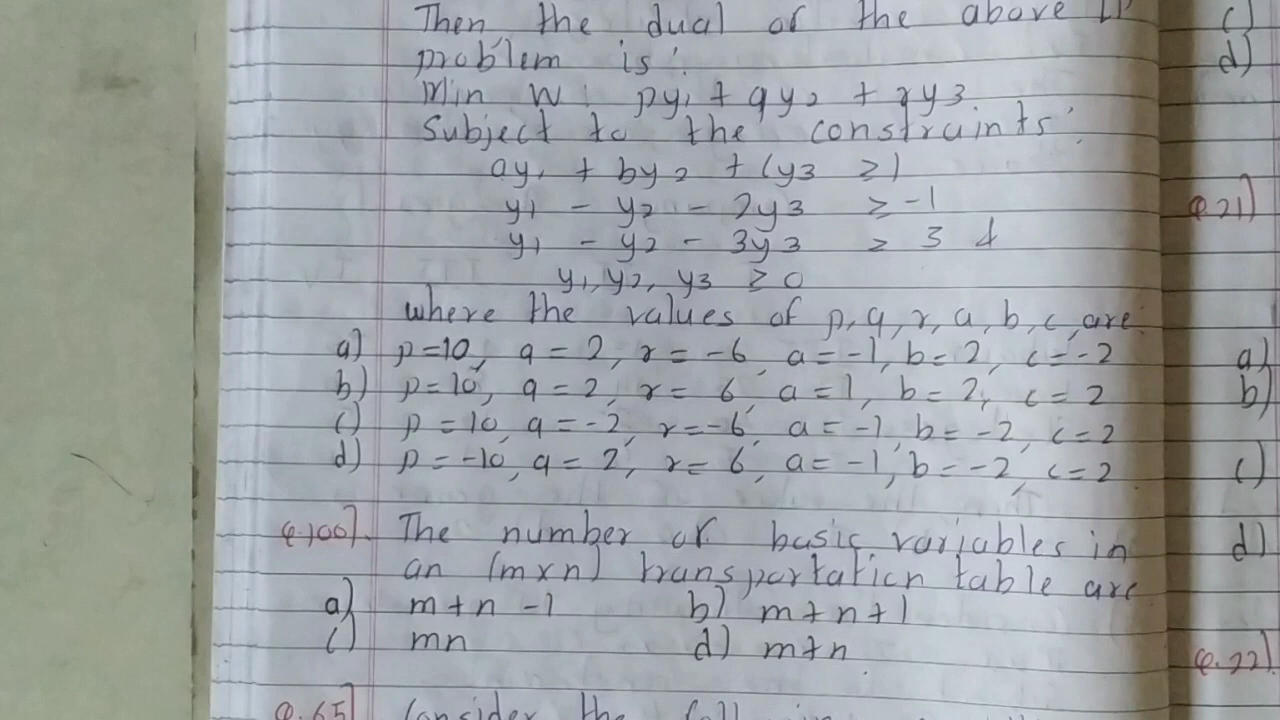 Then the dual of the above LP
problem is:
Min W: py₁ + qy₂ + ry₃.
Subject to the constraints:
ay₁ + by₂ + cy₃ ≥ 1
y₁ - y₂ - 2y₃ ≥ -1
y₁ - y₂ - 3y₃ ≥ 3 &
y₁, y₂, y₃ ≥ 0
where the values of p, q, r, a, b, c, are:
a) p=10, q=2, r=-6, a=-1, b=2, c=-2
b) p=10, q=2, r=6, a=1, b=2, c=2
c) p=10, q=-2, r=-6, a=-1, b=-2, c=2
d) p=-10, q=2, r=6, a=-1, b=-2, c=2
Q.100]. The number of basic variables in
an (m×n) transportation table are
a) m+n-1 b) m+n+1
c) mn d) m+n.
Q.65] Consider the
c)
d)
Q.21]
a)
b)
c)
d)
Q.22]